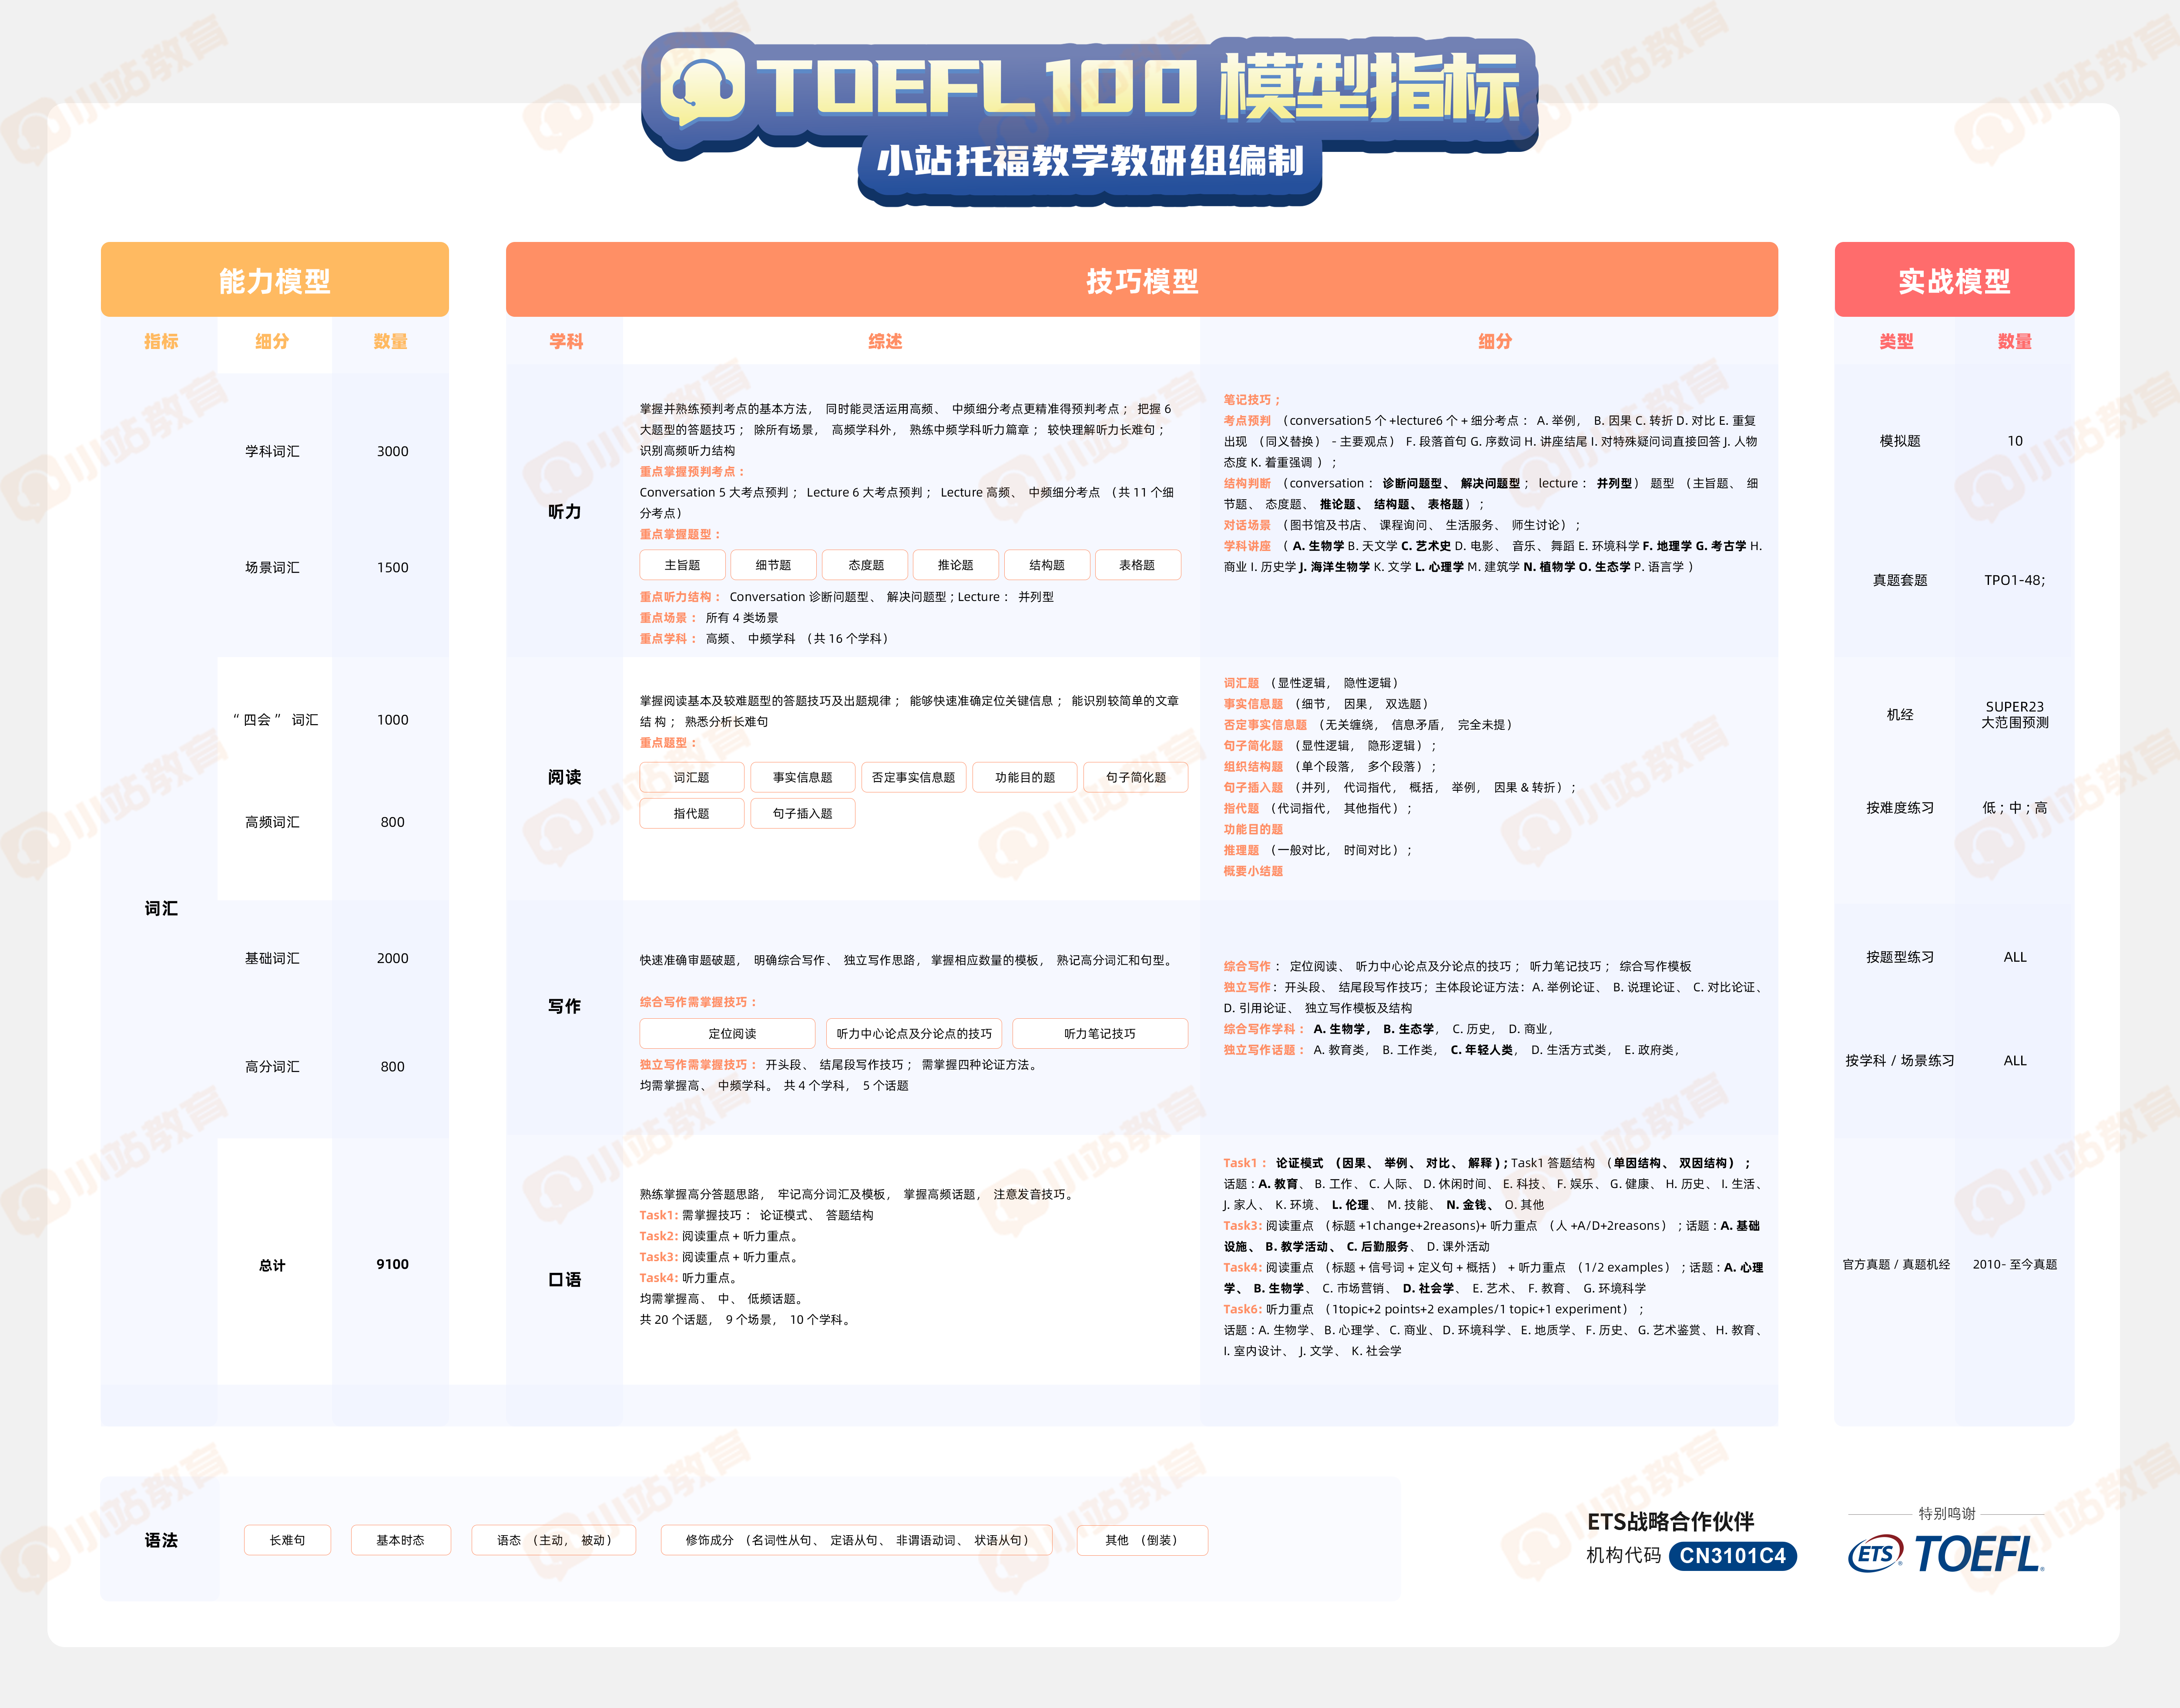 TOEFL 100 模型指标
小站托福教学教研组编制
能力模型
指标 细分 数量
词汇
学科词汇 3000
场景词汇 1500
“四会” 词汇 1000
高频词汇 800
基础词汇 2000
高分词汇 800
总计 9100
技巧模型
学科 综述 细分
听力
掌握并熟练预判考点的基本方法， 同时能灵活运用高频、 中频细分考点更精准得预判考点； 把握 6
大题型的答题技巧； 除所有场景， 高频学科外， 熟练中频学科听力篇章； 较快理解听力长难句；
识别高频听力结构
重点掌握预判考点：
Conversation 5 大考点预判； Lecture 6 大考点预判； Lecture 高频、 中频细分考点 （共 11 个细
分考点）
重点掌握题型：
主旨题 细节题 态度题 推论题 结构题 表格题
重点听力结构： Conversation 诊断问题型、 解决问题型 ; Lecture ： 并列型
重点场景： 所有 4 类场景
重点学科： 高频、 中频学科 （共 16 个学科）
笔记技巧；
考点预判 （conversation5 个 +lecture6 个 + 细分考点： A. 举例， B. 因果 C. 转折 D. 对比 E. 重复
出现 （同义替换） - 主要观点） F. 段落首句 G. 序数词 H. 讲座结尾 I. 对特殊疑问词直接回答 J. 人物
态度 K. 着重强调 ）；
结构判断 （conversation ： 诊断问题型、 解决问题型； lecture ： 并列型） 题型 （主旨题、 细
节题、 态度题、 推论题、 结构题、 表格题）；
对话场景 （图书馆及书店、 课程询问、 生活服务、 师生讨论）；
学科讲座 （ A. 生物学 B. 天文学 C. 艺术史 D. 电影、 音乐、 舞蹈 E. 环境科学 F. 地理学 G. 考古学 H.
商业 I. 历史学 J. 海洋生物学 K. 文学 L. 心理学 M. 建筑学 N. 植物学 O. 生态学 P. 语言学 ）
阅读
掌握阅读基本及较难题型的答题技巧及出题规律； 能够快速准确定位关键信息； 能识别较简单的文章
结 构； 熟悉分析长难句
重点题型：
词汇题 事实信息题 否定事实信息题 功能目的题 句子简化题
指代题 句子插入题
词汇题 （显性逻辑， 隐性逻辑）
事实信息题 （细节， 因果， 双选题）
否定事实信息题 （无关缠绕， 信息矛盾， 完全未提）
句子简化题 （显性逻辑， 隐形逻辑）；
组织结构题 （单个段落， 多个段落）；
句子插入题 （并列， 代词指代， 概括， 举例， 因果 & 转折）；
指代题 （代词指代， 其他指代）；
功能目的题
推理题 （一般对比， 时间对比）；
概要小结题
写作
快速准确审题破题， 明确综合写作、 独立写作思路，掌握相应数量的模板， 熟记高分词汇和句型。
综合写作需掌握技巧：
定位阅读 听力中心论点及分论点的技巧 听力笔记技巧
独立写作需掌握技巧： 开头段、 结尾段写作技巧； 需掌握四种论证方法。
均需掌握高、 中频学科。 共 4 个学科， 5 个话题
综合写作： 定位阅读、 听力中心论点及分论点的技巧； 听力笔记技巧； 综合写作模板
独立写作：开头段、 结尾段写作技巧；主体段论证方法：A. 举例论证、 B. 说理论证、 C. 对比论证、
D. 引用论证、 独立写作模板及结构
综合写作学科： A. 生物学， B. 生态学， C. 历史， D. 商业，
独立写作话题： A. 教育类， B. 工作类， C. 年轻人类， D. 生活方式类， E. 政府类，
口语
熟练掌握高分答题思路， 牢记高分词汇及模板， 掌握高频话题， 注意发音技巧。
Task1: 需掌握技巧： 论证模式、 答题结构
Task2: 阅读重点 + 听力重点。
Task3: 阅读重点 + 听力重点。
Task4: 听力重点。
均需掌握高、 中、 低频话题。
共 20 个话题， 9 个场景， 10 个学科。
Task1 ： 论证模式 （因果、 举例、 对比、 解释 ) ; Task1 答题结构 （单因结构、 双因结构）；
话题 : A. 教育、 B. 工作、 C. 人际、 D. 休闲时间、 E. 科技、 F. 娱乐、 G. 健康、 H. 历史、 I. 生活、
J. 家人、 K. 环境、 L. 伦理、 M. 技能、 N. 金钱、 O. 其他
Task3: 阅读重点 （标题 +1change+2reasons)+ 听力重点 （人 +A/D+2reasons）; 话题 : A. 基础
设施、 B. 教学活动、 C. 后勤服务、 D. 课外活动
Task4: 阅读重点 （标题 + 信号词 + 定义句 + 概括） + 听力重点 （1/2 examples）; 话题 : A. 心理
学、 B. 生物学、 C. 市场营销、 D. 社会学、 E. 艺术、 F. 教育、 G. 环境科学
Task6: 听力重点 （1topic+2 points+2 examples/1 topic+1 experiment）；
话题 : A. 生物学、 B. 心理学、 C. 商业、 D. 环境科学、 E. 地质学、 F. 历史、 G. 艺术鉴赏、 H. 教育、
I. 室内设计、 J. 文学、 K. 社会学
实战模型
类型 数量
模拟题 10
真题套题 TPO1-48;
机经 SUPER23
大范围预测
按难度练习 低 ; 中 ; 高
按题型练习 ALL
按学科 / 场景练习 ALL
官方真题 / 真题机经 2010- 至今真题
语法
长难句 基本时态 语态 （主动， 被动） 修饰成分 （名词性从句、 定语从句、 非谓语动词、 状语从句） 其他 （倒装）
ETS战略合作伙伴
机构代码 CN3101C4
特别鸣谢
ETS TOEFL
小站教育